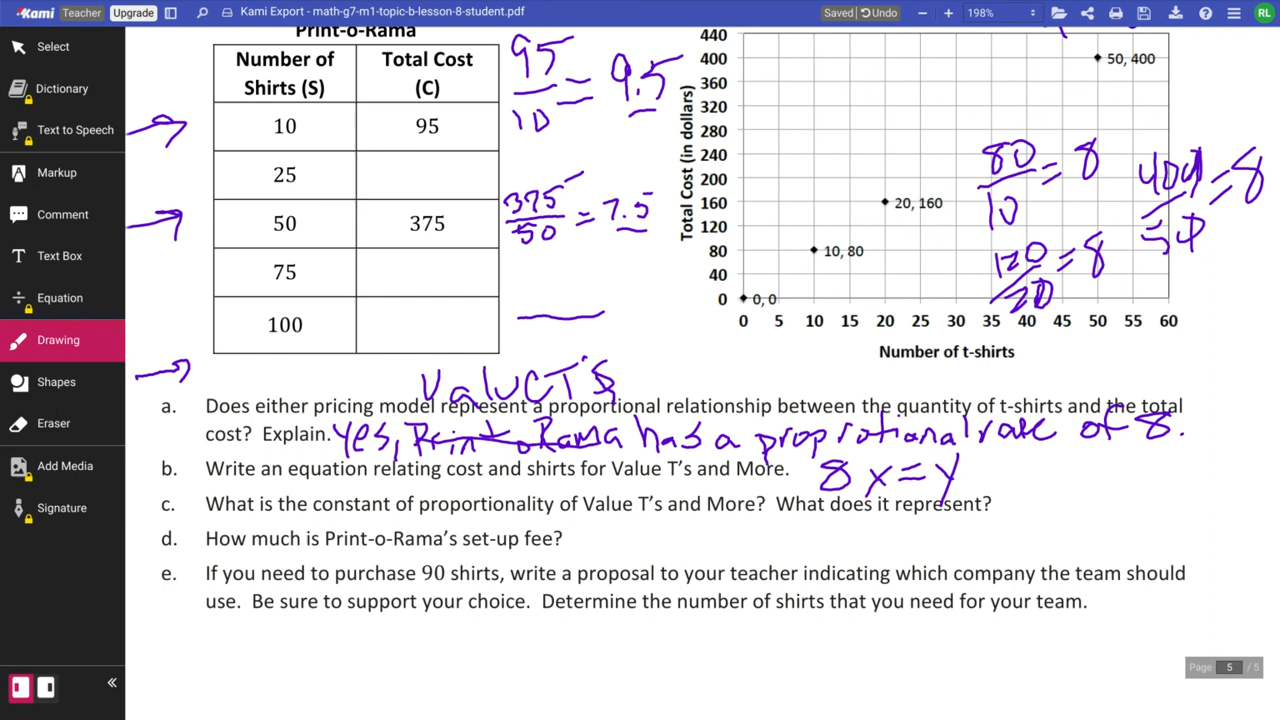 Kami Teacher Upgrade Kami Export - math-g7-m1-topic-b-lesson-8-student.pdf Saved Undo 198% RL
Select
Dictionary
Text to Speech
Markup
Comment
Text Box
Equation
Drawing
Shapes
Eraser
Add Media
Signature
Print-o-Rama
Number of Shirts (S) Total Cost (C)
10 95
25
50 375
75
100
95/10 = 9.5
375/50 = 7.5
Total Cost (in dollars)
440
400
360
320
280
240
200
160
120
80
40
0
50, 400
20, 160
10, 80
0, 0
0 5 10 15 20 25 30 35 40 45 50 55 60
Number of t-shirts
80/10 = 8
120/20 = 8
400/50 = 8
Value T's
a. Does either pricing model represent a proportional relationship between the quantity of t-shirts and the total
cost? Explain. Yes, Print-o-Rama has a proprotional rate of 8.
b. Write an equation relating cost and shirts for Value T's and More. 8x=y
c. What is the constant of proportionality of Value T's and More? What does it represent?
d. How much is Print-o-Rama's set-up fee?
e. If you need to purchase 90 shirts, write a proposal to your teacher indicating which company the team should
use. Be sure to support your choice. Determine the number of shirts that you need for your team.
Page 5 / 5